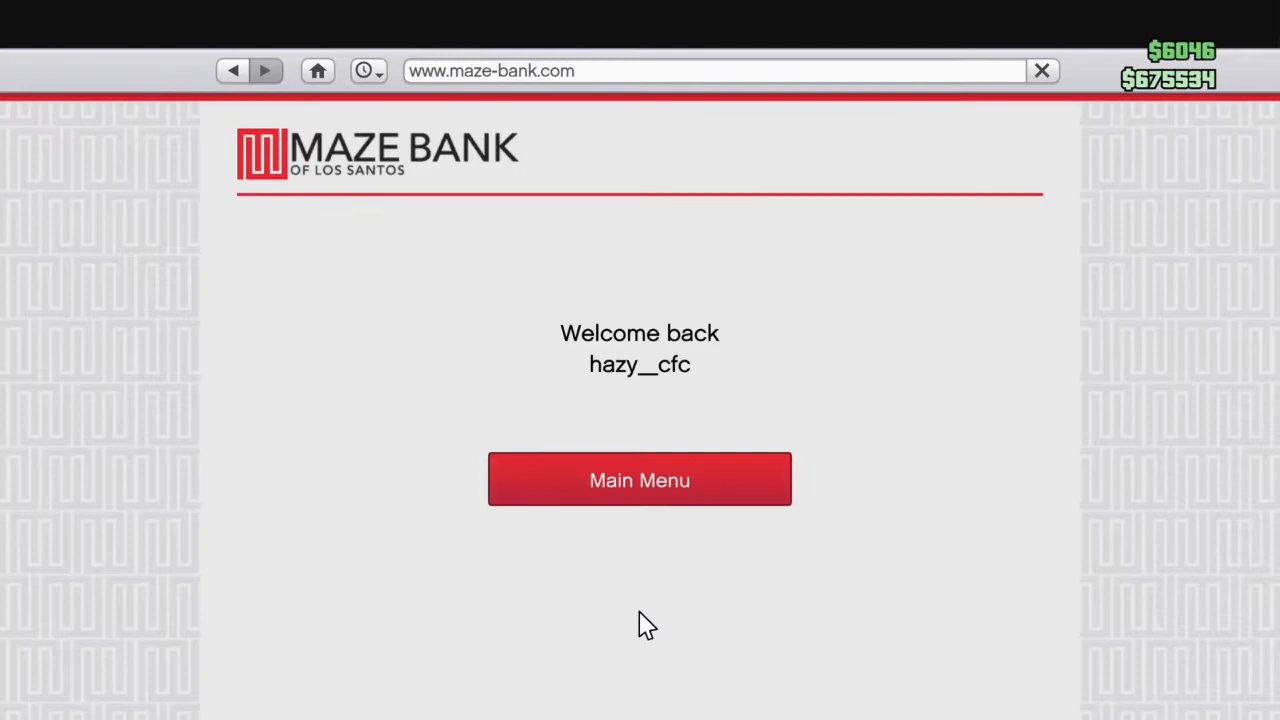 $6046
www.maze-bank.com
$675534
MAZE BANK
OF LOS SANTOS
Welcome back
hazy__cfc
Main Menu